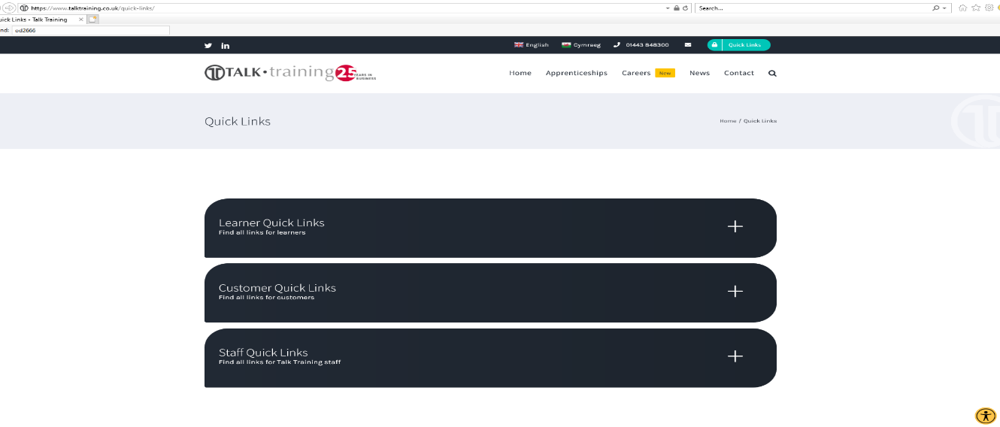 https://www.talktraining.co.uk/quick-links/
Search...
uick Links - Talk Training
nd: od2666
English Cymraeg 01443 848300 Quick Links
TALK•training 25 YEARS IN BUSINESS
Home Apprenticeships Careers New News Contact
Quick Links
Home / Quick Links
Learner Quick Links
Find all links for learners
Customer Quick Links
Find all links for customers
Staff Quick Links
Find all links for Talk Training staff